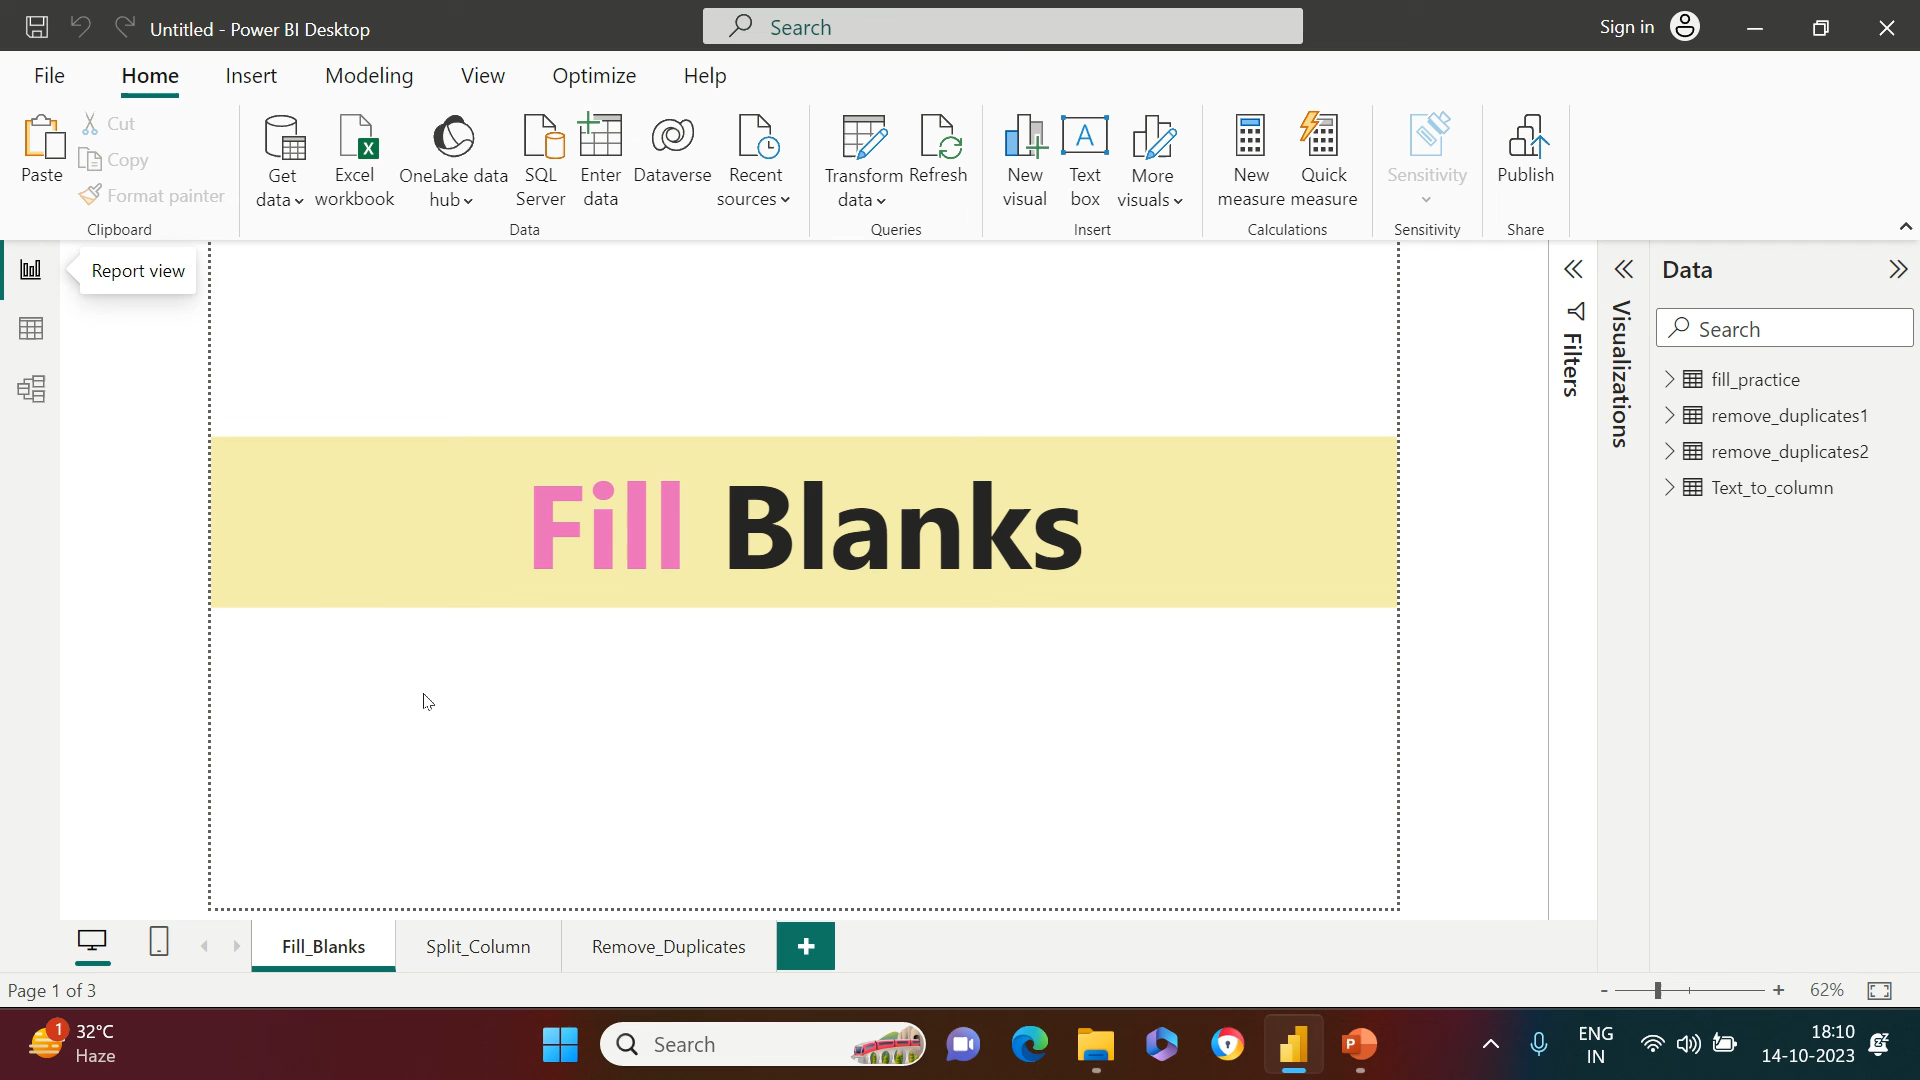 Untitled - Power BI Desktop
Search
Sign in
File
Home
Insert
Modeling
View
Optimize
Help
Paste
Cut
Copy
Format painter
Clipboard
Get
data
Excel
workbook
OneLake data
hub
SQL
Server
Enter
data
Dataverse
Recent
sources
Data
Transform
data
Refresh
Queries
New
visual
Text
box
More
visuals
Insert
New
measure
Quick
measure
Calculations
Sensitivity
Sensitivity
Publish
Share
Report view
Fill Blanks
Filters
Visualizations
Data
Search
fill_practice
remove_duplicates1
remove_duplicates2
Text_to_column
Fill_Blanks
Split_Column
Remove_Duplicates
+
Page 1 of 3
- + 62%
1
32°C
Haze
Search
ENG
IN
18:10
14-10-2023